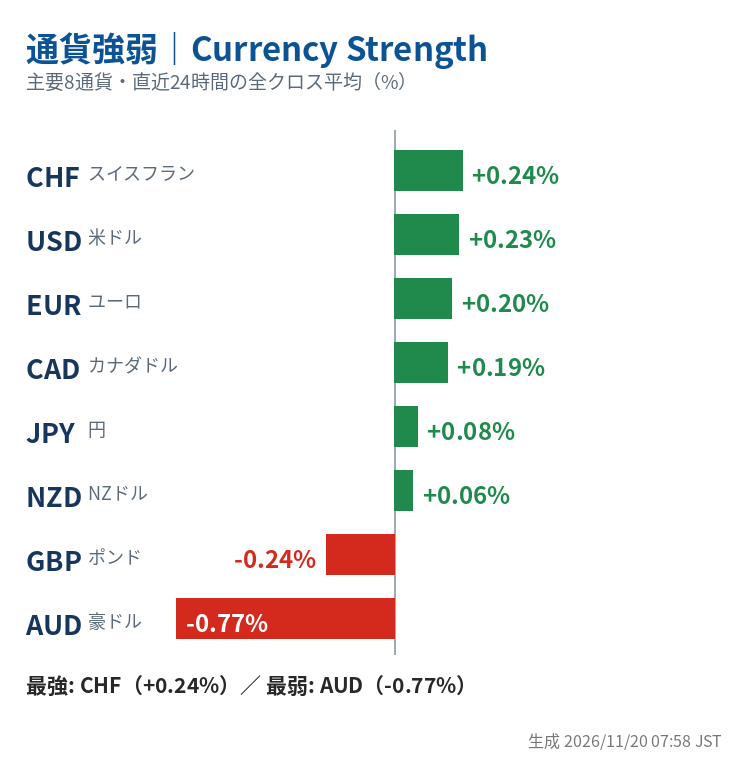 通貨強弱｜Currency Strength
主要8通貨・直近24時間の全クロス平均（%）
CHF スイスフラン +0.24%
USD 米ドル +0.23%
EUR ユーロ +0.20%
CAD カナダドル +0.19%
JPY 円 +0.08%
NZD NZドル +0.06%
GBP ポンド -0.24%
AUD 豪ドル -0.77%
最強: CHF（+0.24%）／ 最弱: AUD（-0.77%）
生成 2026/11/20 07:58 JST